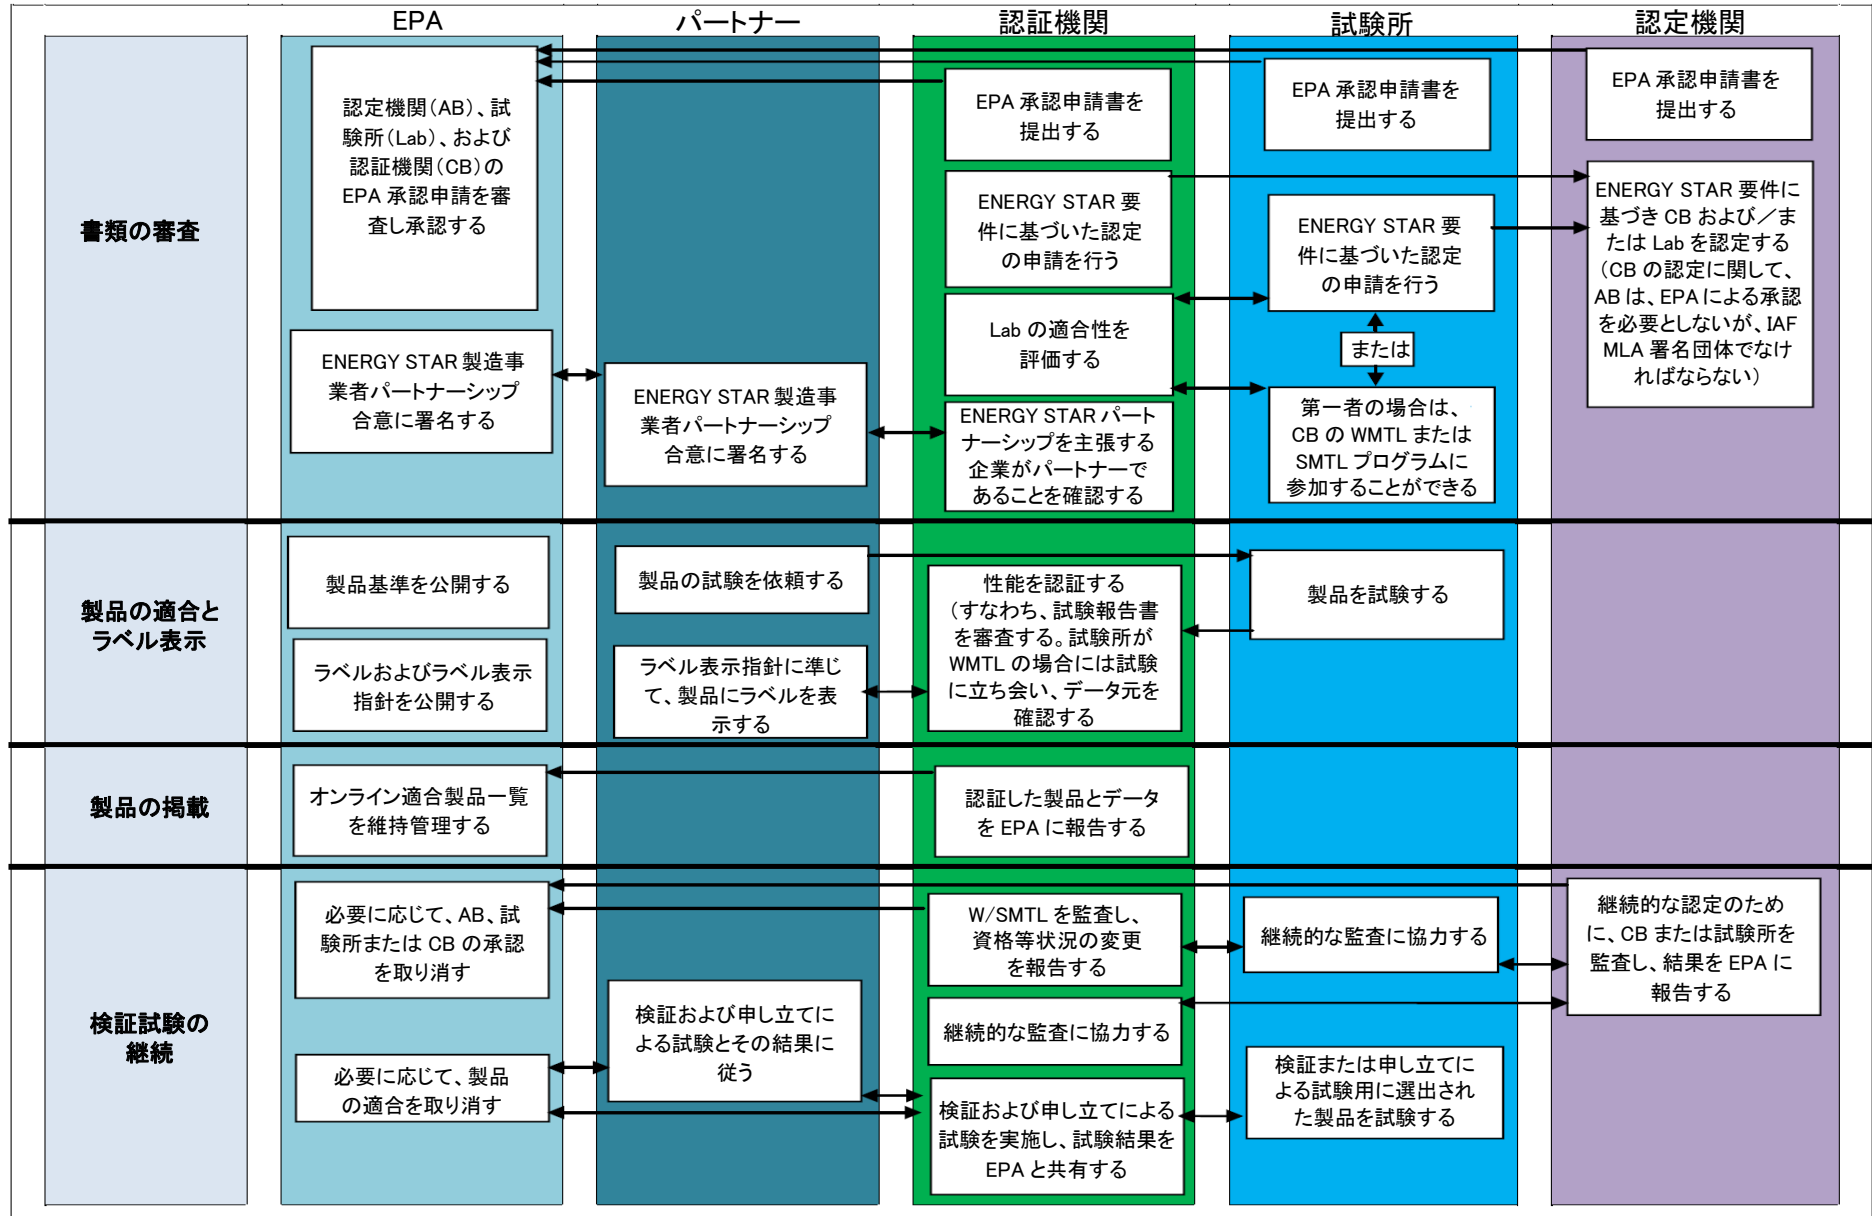 EPA
パートナー
認証機関
試験所
認定機関
書類の審査
認定機関（AB）、試
験所（Lab）、および
認証機関（CB）の
EPA 承認申請を審
査し承認する
ENERGY STAR 製造事
業者パートナーシップ
合意に署名する
ENERGY STAR 製造事
業者パートナーシップ
合意に署名する
EPA 承認申請書を
提出する
ENERGY STAR 要
件に基づいた認定
の申請を行う
Lab の適合性を
評価する
ENERGY STAR パート
ナーシップを主張する
企業がパートナーで
あることを確認する
EPA 承認申請書を
提出する
ENERGY STAR 要
件に基づいた認定
の申請を行う
または
第一者の場合は、
CB の WMTL または
SMTL プログラムに
参加することができる
EPA 承認申請書を
提出する
ENERGY STAR 要件に
基づき CB および／ま
たは Lab を認定する
（CB の認定に関して、
AB は、EPA による承認
を必要としないが、IAF
MLA 署名団体でなけ
ればならない）
製品の適合と
ラベル表示
製品基準を公開する
ラベルおよびラベル表示
指針を公開する
製品の試験を依頼する
ラベル表示指針に準じ
て、製品にラベルを表
示する
性能を認証する
（すなわち、試験報告書
を審査する。試験所が
WMTL の場合には試験
に立ち会い、データ元を
確認する
製品を試験する
製品の掲載
オンライン適合製品一覧
を維持管理する
認証した製品とデータ
を EPA に報告する
検証試験の
継続
必要に応じて、AB、試
験所または CB の承認
を取り消す
必要に応じて、製品
の適合を取り消す
検証および申し立てに
よる試験とその結果に
従う
W/SMTL を監査し、
資格等状況の変更
を報告する
継続的な監査に協力する
検証および申し立てによる
試験を実施し、試験結果を
EPA と共有する
継続的な監査に協力する
検証または申し立てに
よる試験用に選出され
た製品を試験する
継続的な認定のため
に、CB または試験所を
監査し、結果を EPA に
報告する